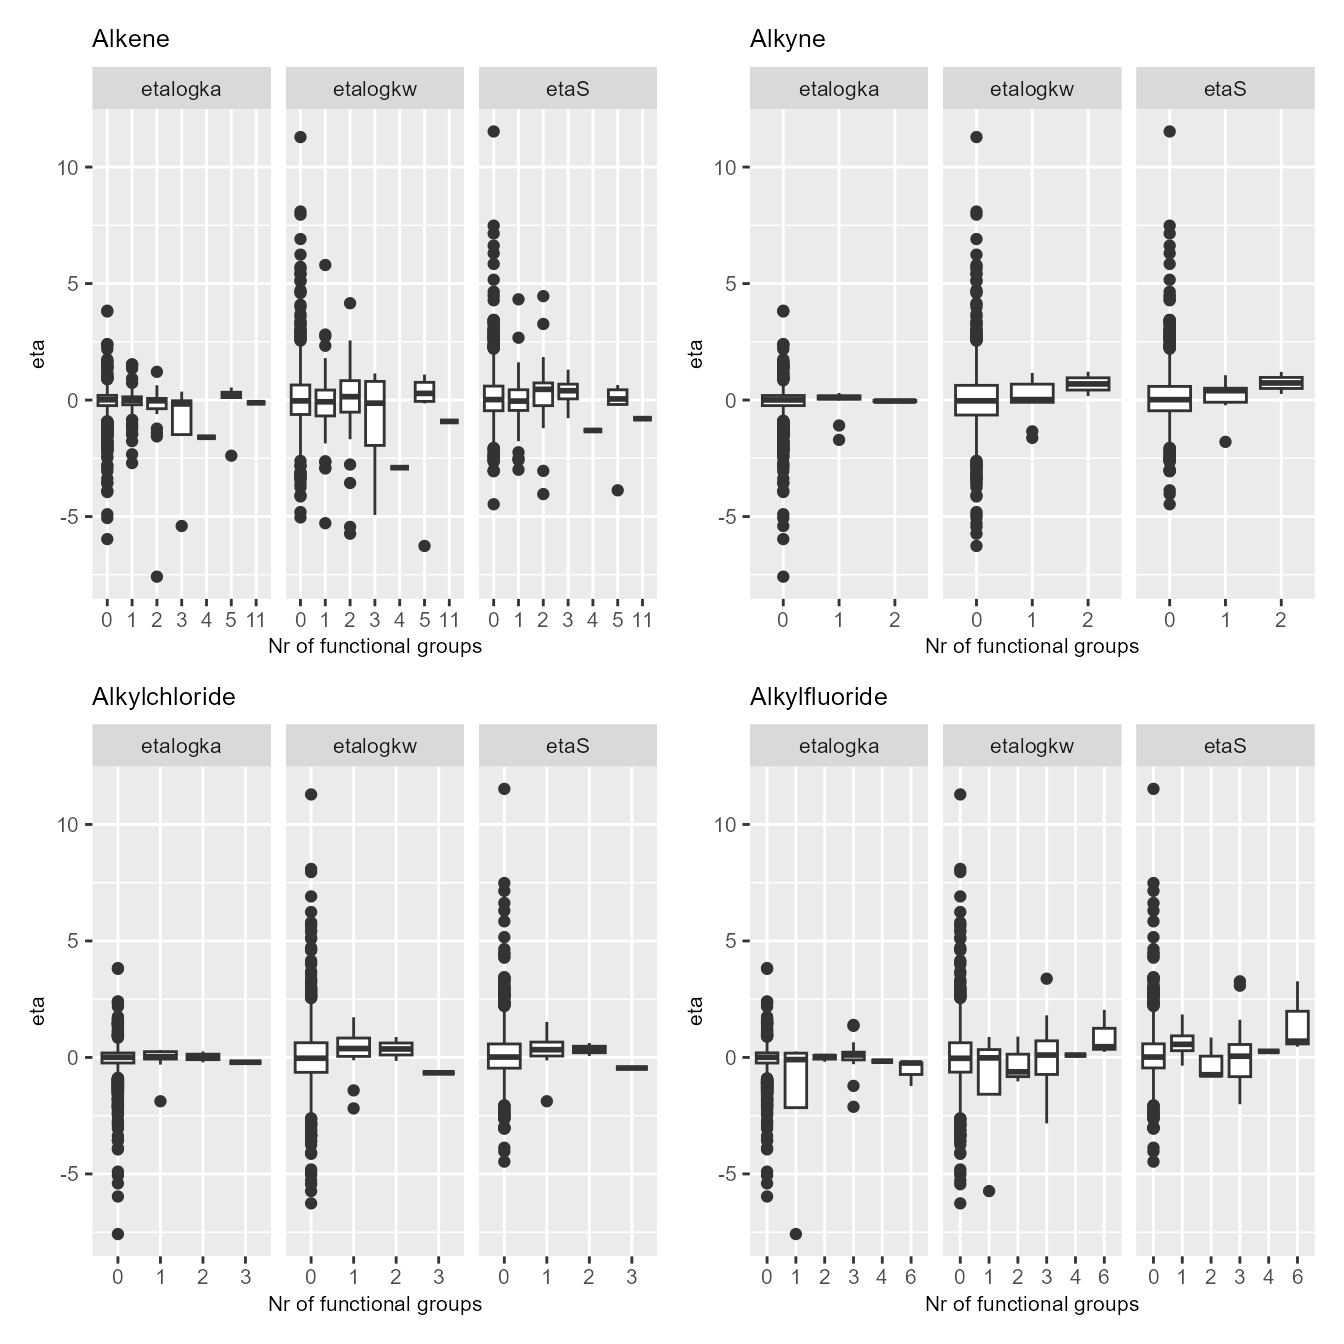 Alkene
etalogka etalogkw etaS
10
5
0
-5
eta
0 1 2 3 4 5 11 0 1 2 3 4 5 11 0 1 2 3 4 5 11
Nr of functional groups
Alkyne
etalogka etalogkw etaS
10
5
0
-5
eta
0 1 2 0 1 2 0 1 2
Nr of functional groups
Alkylchloride
etalogka etalogkw etaS
10
5
0
-5
eta
0 1 2 3 0 1 2 3 0 1 2 3
Nr of functional groups
Alkylfluoride
etalogka etalogkw etaS
10
5
0
-5
eta
0 1 2 3 4 6 0 1 2 3 4 6 0 1 2 3 4 6
Nr of functional groups